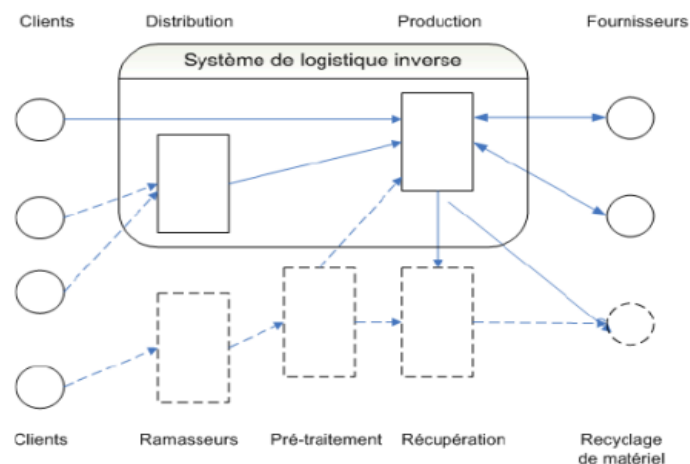 Clients Distribution Production Fournisseurs
Système de logistique inverse
Clients Ramasseurs Pré-traitement Récupération Recyclage
de matériel